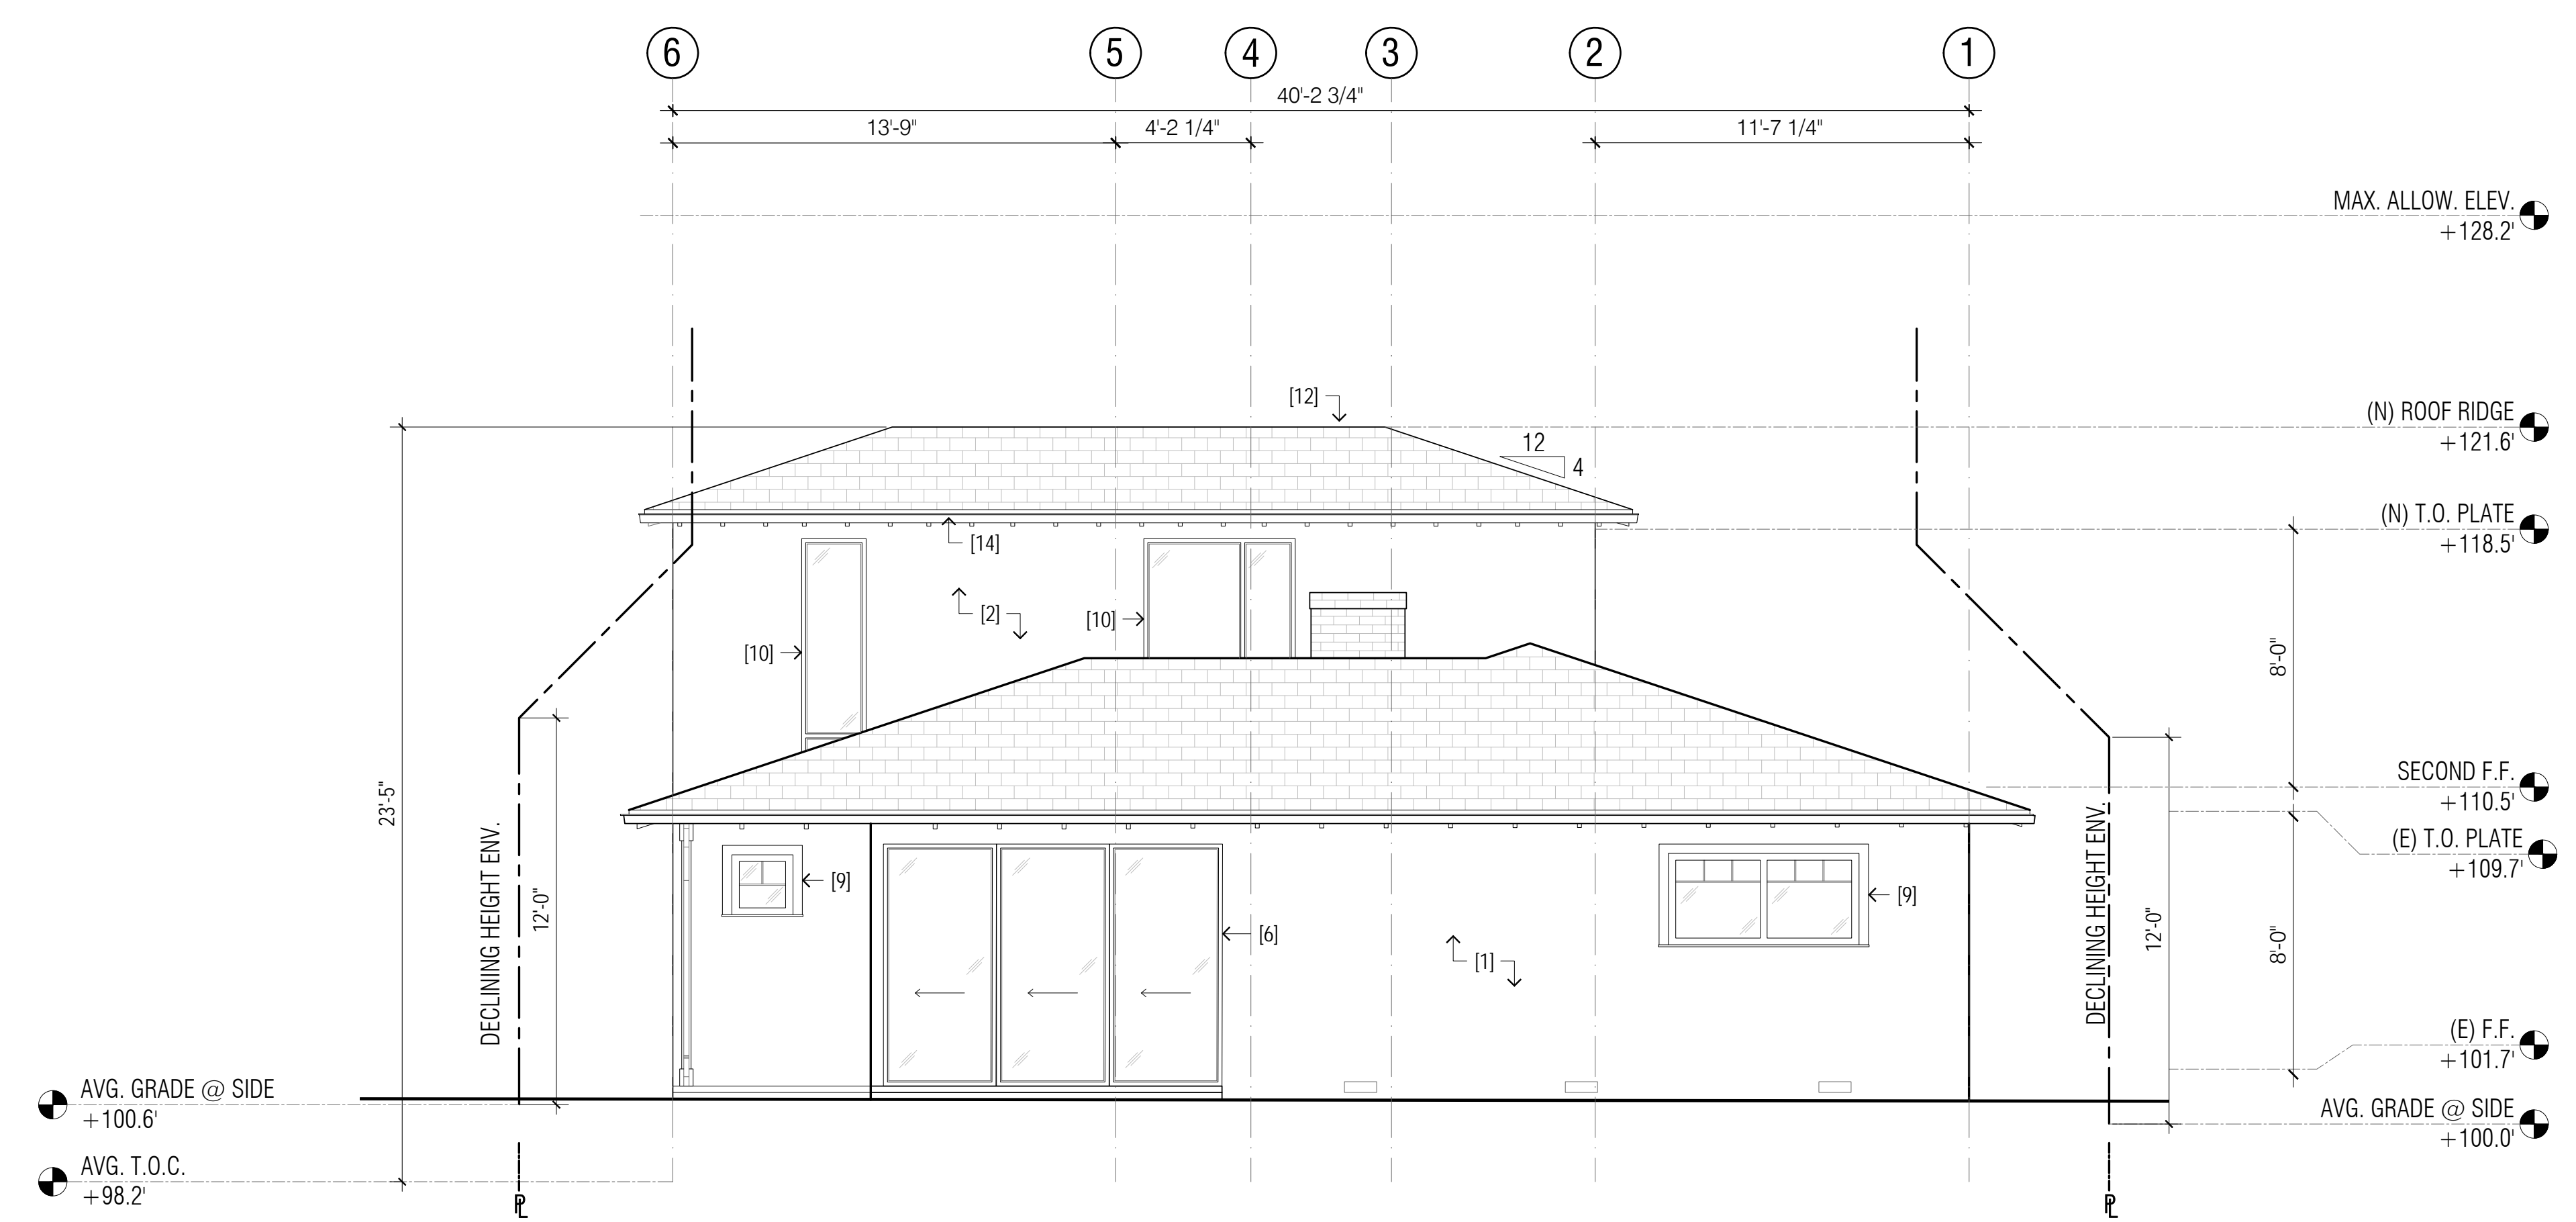 6 5 4 3 2 1
40'-2 3/4"
13'-9" 4'-2 1/4" 11'-7 1/4"
MAX. ALLOW. ELEV.
+128.2'
[12]
(N) ROOF RIDGE
+121.6'
12
4
(N) T.O. PLATE
+118.5'
[14]
[2]
[10]
[10]
8'-0"
23'-5"
SECOND F.F.
+110.5'
(E) T.O. PLATE
+109.7'
DECLINING HEIGHT ENV.
12'-0"
[9]
[9]
[6]
[1]
DECLINING HEIGHT ENV.
12'-0"
8'-0"
(E) F.F.
+101.7'
AVG. GRADE @ SIDE
+100.6'
AVG. GRADE @ SIDE
+100.0'
AVG. T.O.C.
+98.2'
PL
PL